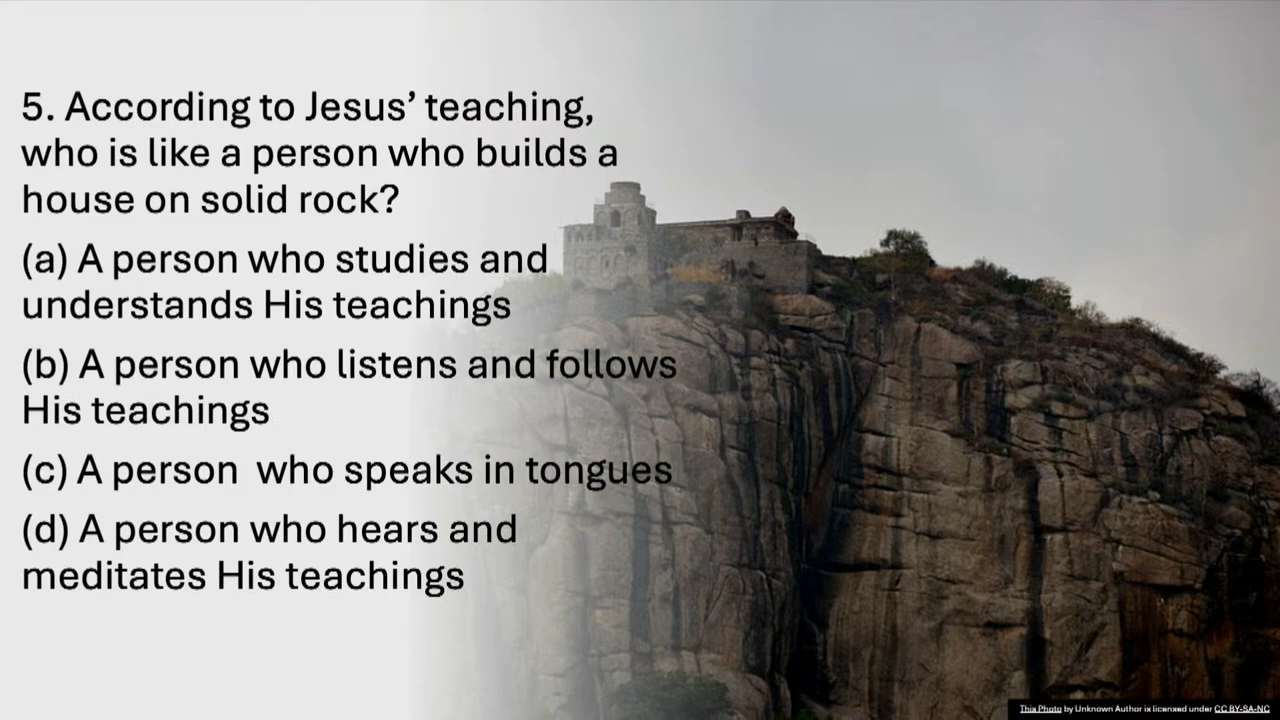 5. According to Jesus’ teaching,
who is like a person who builds a
house on solid rock?
(a) A person who studies and
understands His teachings
(b) A person who listens and follows
His teachings
(c) A person  who speaks in tongues
(d) A person who hears and
meditates His teachings
This Photo by Unknown Author is licensed under CC BY-SA-NC